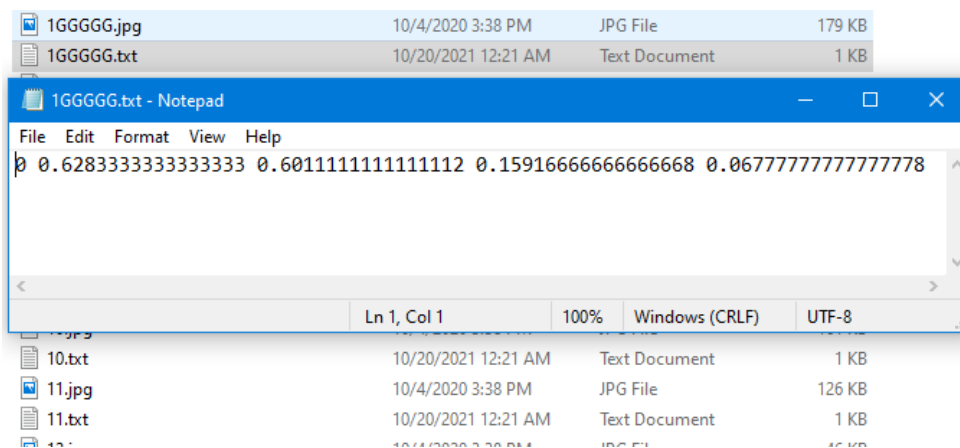 1GGGGG.jpg 10/4/2020 3:38 PM JPG File 179 KB
1GGGGG.txt 10/20/2021 12:21 AM Text Document 1 KB
1GGGGG.txt - Notepad
File Edit Format View Help
0 0.6283333333333333 0.6011111111111112 0.15916666666666668 0.06777777777777778
Ln 1, Col 1 100% Windows (CRLF) UTF-8
10.txt 10/20/2021 12:21 AM Text Document 1 KB
11.jpg 10/4/2020 3:38 PM JPG File 126 KB
11.txt 10/20/2021 12:21 AM Text Document 1 KB